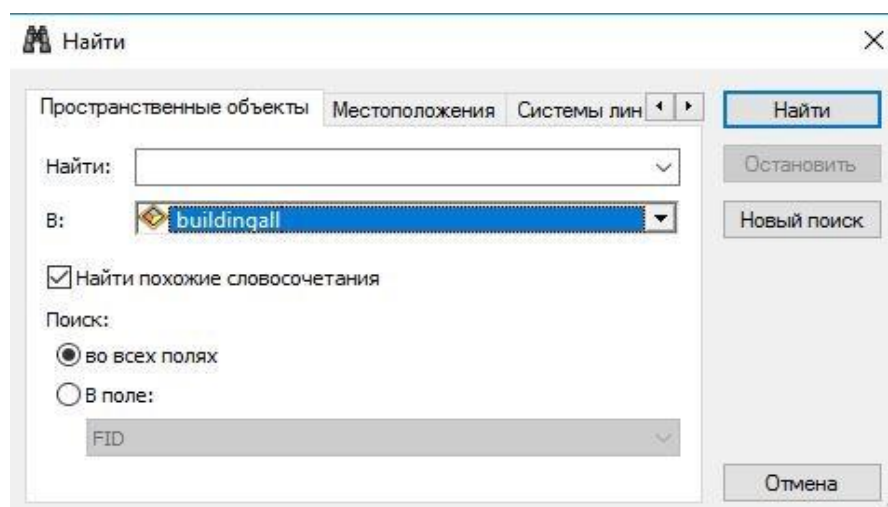 Найти
Пространственные объекты
Местоположения
Системы лин
Найти
Найти:
Остановить
В:
buildingall
Новый поиск
Найти похожие словосочетания
Поиск:
во всех полях
В поле:
FID
Отмена